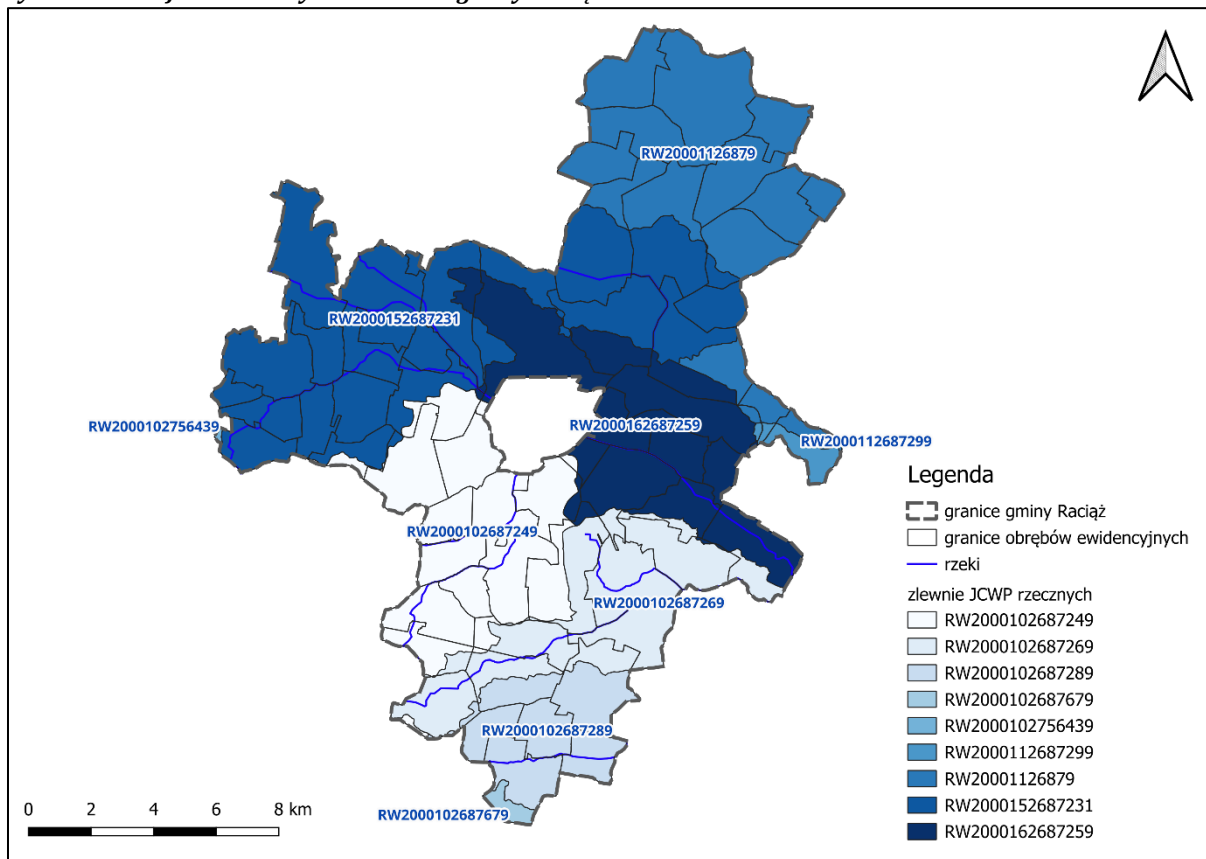 RW20001126879
RW2000152687231
RW2000102756439
RW2000162687259
RW2000112687299
RW2000102687249
RW2000102687269
RW2000102687289
RW2000102687679
Legenda
granice gminy Raciąż
granice obrębów ewidencyjnych
rzeki
zlewnie JCWP rzecznych
RW2000102687249
RW2000102687269
RW2000102687289
RW2000102687679
RW2000102756439
RW2000112687299
RW20001126879
RW2000152687231
RW2000162687259
0 2 4 6 8 km